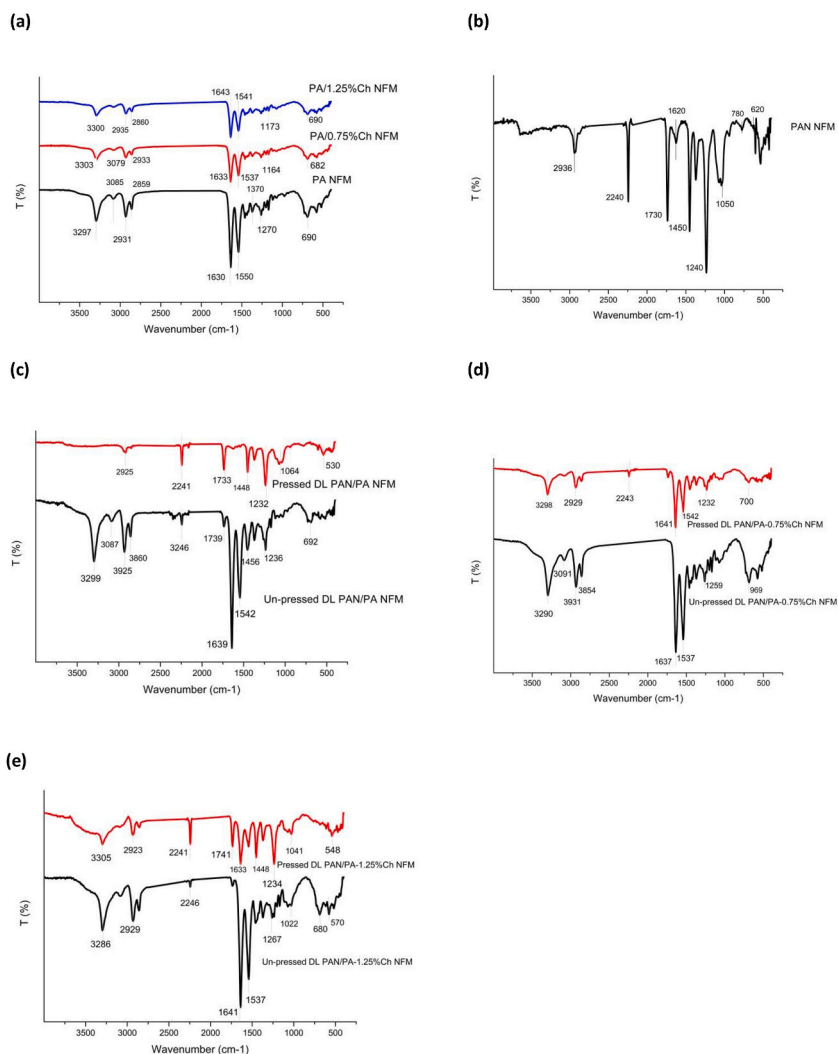 (a)
PA/1.25%Ch NFM
1643 1541
3300 2935 2860 1173 690
PA/0.75%Ch NFM
3303 3079 2933 1633 1537 1164 682
3085 2859 1370 PA NFM
3297 2931 1270 690
1630 1550
T (%)
3500 3000 2500 2000 1500 1000 500
Wavenumber (cm-1)
(b)
1620 780 620
PAN NFM
2936
2240 1730 1450 1050
1240
T (%)
3500 3000 2500 2000 1500 1000 500
Wavenumber (cm-1)
(c)
2925 2241 1733 1448 1064 530
1232
Pressed DL PAN/PA NFM
3087 3246 1739 1456 1236 692
3299 3925 3860
1542
Un-pressed DL PAN/PA NFM
1639
T (%)
3500 3000 2500 2000 1500 1000 500
Wavenumber (cm-1)
(d)
3298 2929 2243 1542 1232 700
1641
Pressed DL PAN/PA-0.75%Ch NFM
3091 3854 1259 969
3290 3931
Un-pressed DL PAN/PA-0.75%Ch NFM
1637 1537
T (%)
3500 3000 2500 2000 1500 1000 500
Wavenumber (cm-1)
(e)
3305 2923 2241 1741 1041 548
1633 1448
Pressed DL PAN/PA-1.25%Ch NFM
1234
3286 2929 2246 1267 1022 680 570
Un-pressed DL PAN/PA-1.25%Ch NFM
1537
1641
T (%)
3500 3000 2500 2000 1500 1000 500
Wavenumber (cm-1)